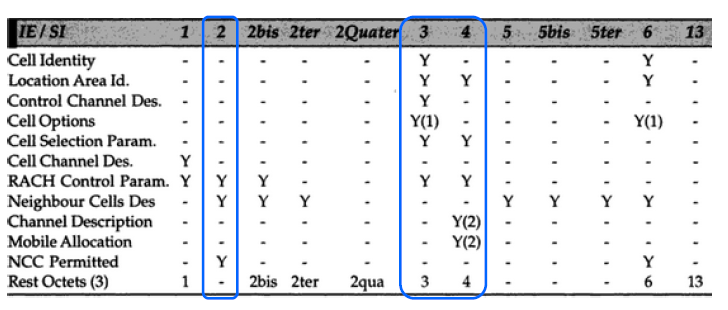 IE / SI 1 2 2bis 2ter 2Quater 3 4 5 5bis 5ter 6 13
Cell Identity - - - - - Y - - - - Y -
Location Area Id. - - - - - Y Y - - - Y -
Control Channel Des. - - - - - Y - - - - - -
Cell Options - - - - - Y(1) - - - - Y(1) -
Cell Selection Param. - - - - - Y Y - - - - -
Cell Channel Des. Y - - - - - - - - - - -
RACH Control Param. Y Y Y - - Y Y - - - - -
Neighbour Cells Des - Y Y Y - - - Y Y Y Y -
Channel Description - - - - - - Y(2) - - - - -
Mobile Allocation - - - - - - Y(2) - - - - -
NCC Permitted - Y - - - - - - - - Y -
Rest Octets (3) 1 - 2bis 2ter 2qua 3 4 - - - 6 13